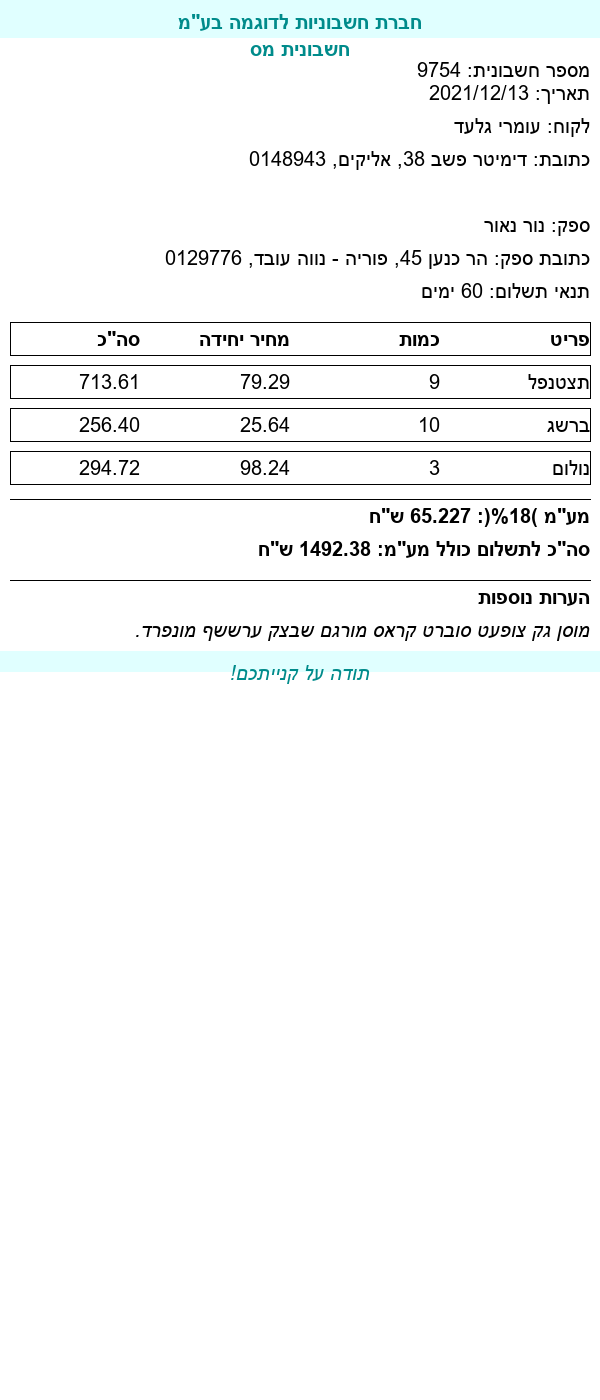 חברת חשבוניות לדוגמה בע"מ
חשבונית מס
מספר חשבונית: 9754
תאריך: 2021/12/13
לקוח: עומרי גלעד
כתובת: דימיטר פשב 38, אליקים, 0148943
ספק: נור נאור
כתובת ספק: הר כנען 45, פוריה - נווה עובד, 0129776
תנאי תשלום: 60 ימים
פריט כמות מחיר יחידה סה"כ
תצטנפל 9 79.29 713.61
ברשג 10 25.64 256.40
נולום 3 98.24 294.72
מע"מ )18%(: 65.227 ש"ח
סה"כ לתשלום כולל מע"מ: 1492.38 ש"ח
הערות נוספות
מוסן גק צופעט סוברט קראס מורגם שבצק ערששף מונפרד.
תודה על קנייתכם!